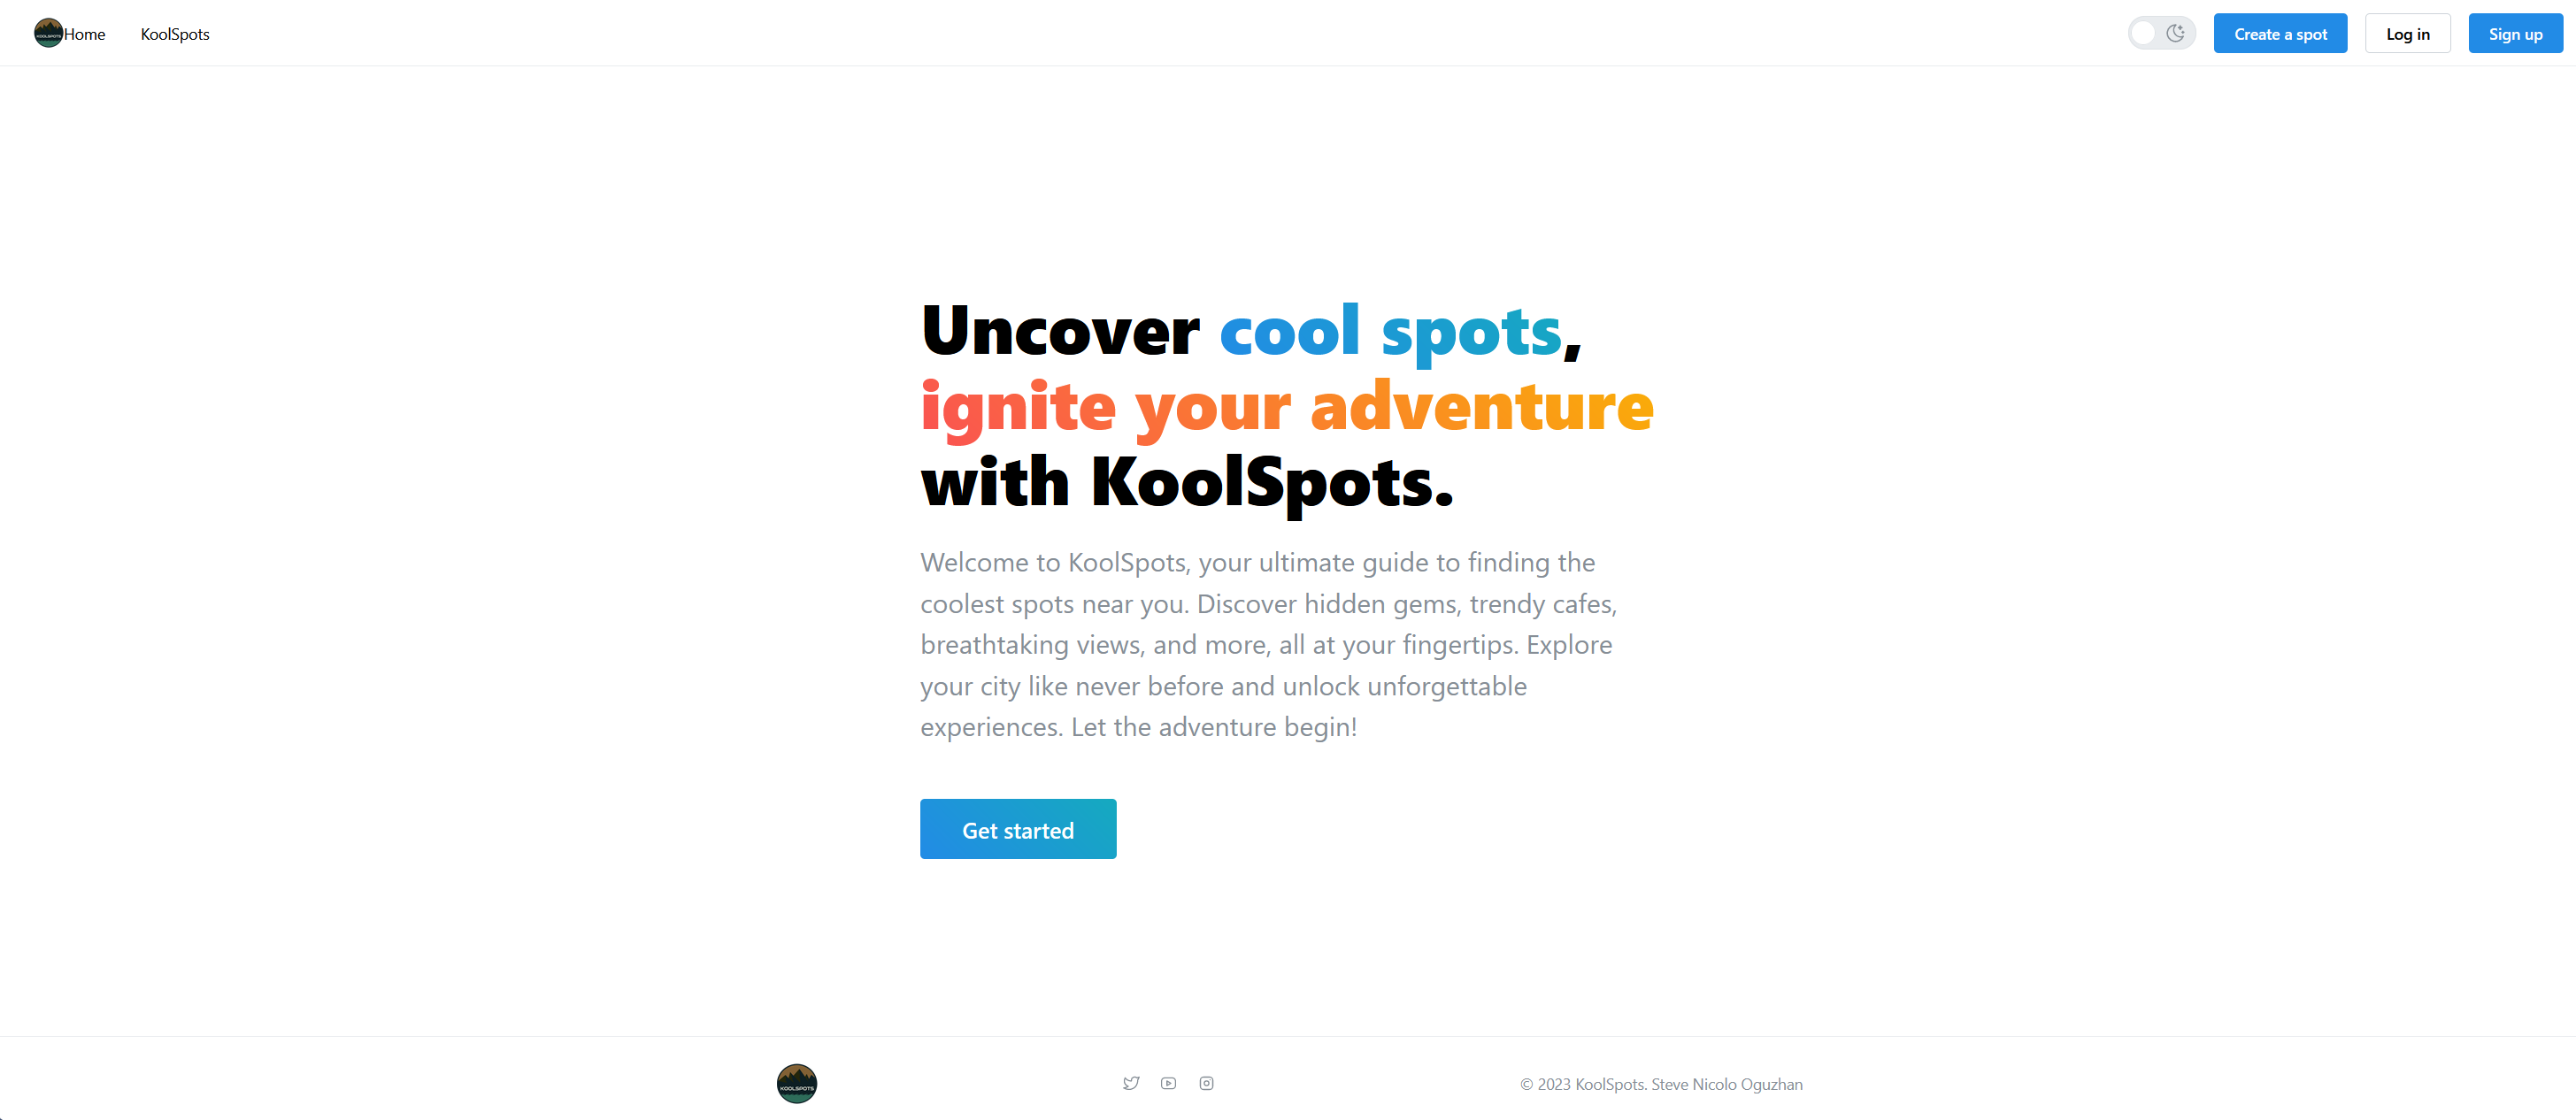 KOOLSPOTS
Home
KoolSpots
Create a spot
Log in
Sign up
Uncover cool spots,
ignite your adventure
with KoolSpots.
Welcome to KoolSpots, your ultimate guide to finding the
coolest spots near you. Discover hidden gems, trendy cafes,
breathtaking views, and more, all at your fingertips. Explore
your city like never before and unlock unforgettable
experiences. Let the adventure begin!
Get started
KOOLSPOTS
© 2023 KoolSpots. Steve Nicolo Oguzhan